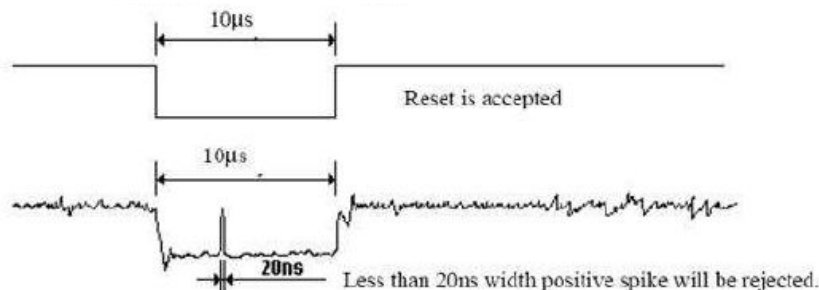 10μs
Reset is accepted
10μs
20ns
Less than 20ns width positive spike will be rejected.